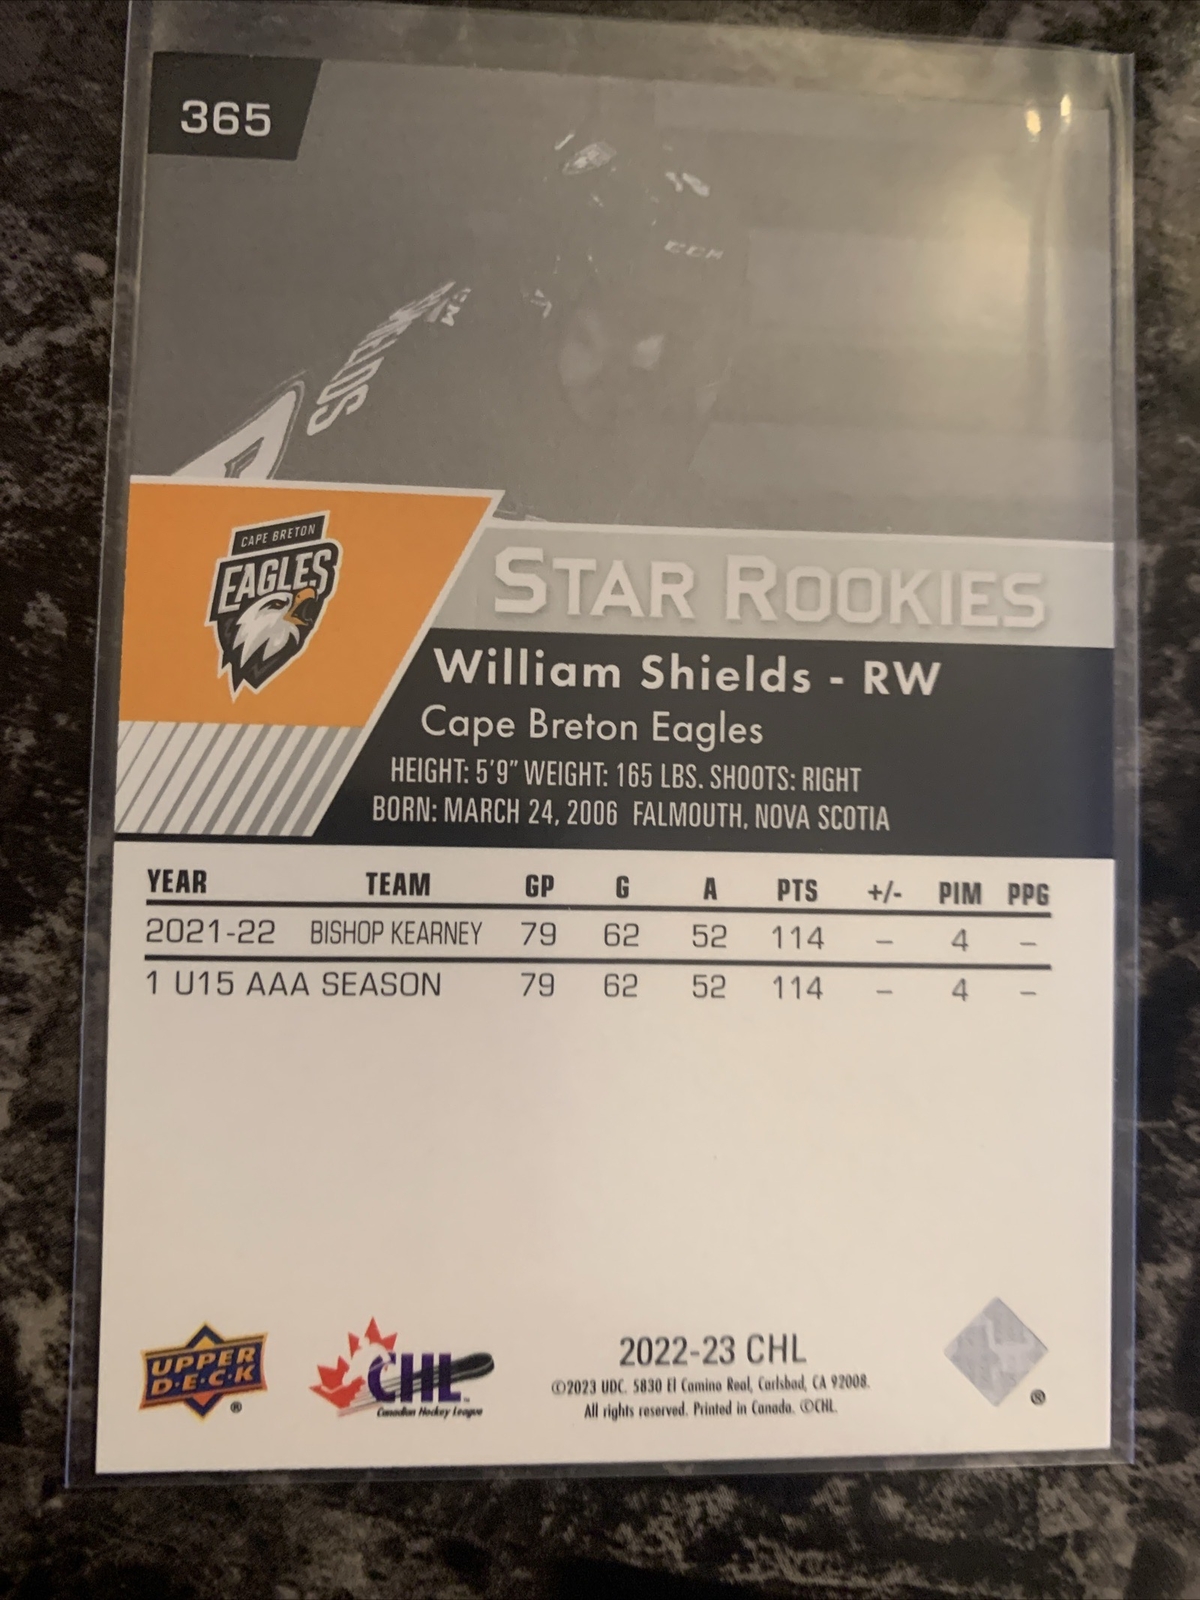 365
CCM
SHIELDS
CAPE BRETON
EAGLES
STAR ROOKIES
William Shields - RW
Cape Breton Eagles
HEIGHT: 5'9" WEIGHT: 165 LBS. SHOOTS: RIGHT
BORN: MARCH 24, 2006 FALMOUTH, NOVA SCOTIA
YEAR TEAM GP G A PTS +/- PIM PPG
2021-22 BISHOP KEARNEY 79 62 52 114 – 4 –
1 U15 AAA SEASON 79 62 52 114 – 4 –
UPPER
D·E·C·K
®
CHL
Canadian Hockey League
2022-23 CHL
©2023 UDC. 5830 El Camino Real, Carlsbad, CA 92008.
All rights reserved. Printed in Canada. ©CHL.